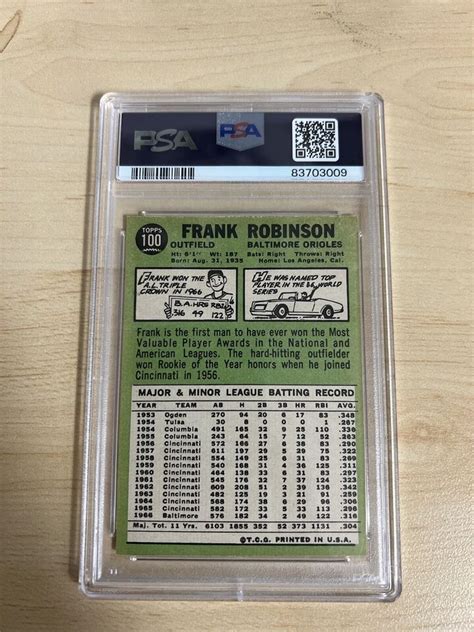 PSA
PSA
83703009
TOPPS
100
FRANK ROBINSON
OUTFIELD BALTIMORE ORIOLES
Ht: 6'1" Wt: 187 Bats: Right Throws: Right
Born: Aug. 31, 1935 Home: Los Angeles, Cal.
FRANK WON THE
A.L. TRIPLE
CROWN IN 1966
B.A. HRS RBI
316 49 122
HE WAS NAMED TOP
PLAYER IN THE 66 WORLD
SERIES
Frank is the first man to have ever won the Most
Valuable Player Awards in the National and
American Leagues. The hard-hitting outfielder
won Rookie of the Year honors when he joined
Cincinnati in 1956.
MAJOR & MINOR LEAGUE BATTING RECORD
YEAR TEAM AB H 2B 3B HR RBI AVG.
1953 Ogden 270 94 20 6 17 83 .348
1954 Tulsa 30 8 0 0 0 1 .267
1954 Columbia 491 165 32 9 25 110 .336
1955 Columbia 243 64 15 7 12 52 .263
1956 Cincinnati 572 166 27 6 38 83 .290
1957 Cincinnati 611 197 29 5 29 75 .322
1958 Cincinnati 554 149 25 6 31 83 .269
1959 Cincinnati 540 168 31 4 36 125 .311
1960 Cincinnati 464 138 33 6 31 83 .297
1961 Cincinnati 545 176 32 7 37 124 .323
1962 Cincinnati 609 208 51 2 39 136 .342
1963 Cincinnati 482 125 19 3 21 91 .259
1964 Cincinnati 568 174 38 6 29 96 .306
1965 Cincinnati 582 172 33 5 33 113 .296
1966 Baltimore 576 182 34 2 49 122 .316
Maj. Tot. 11 Yrs. 6103 1855 352 52 373 1131 .304
©T.C.G. PRINTED IN U.S.A.